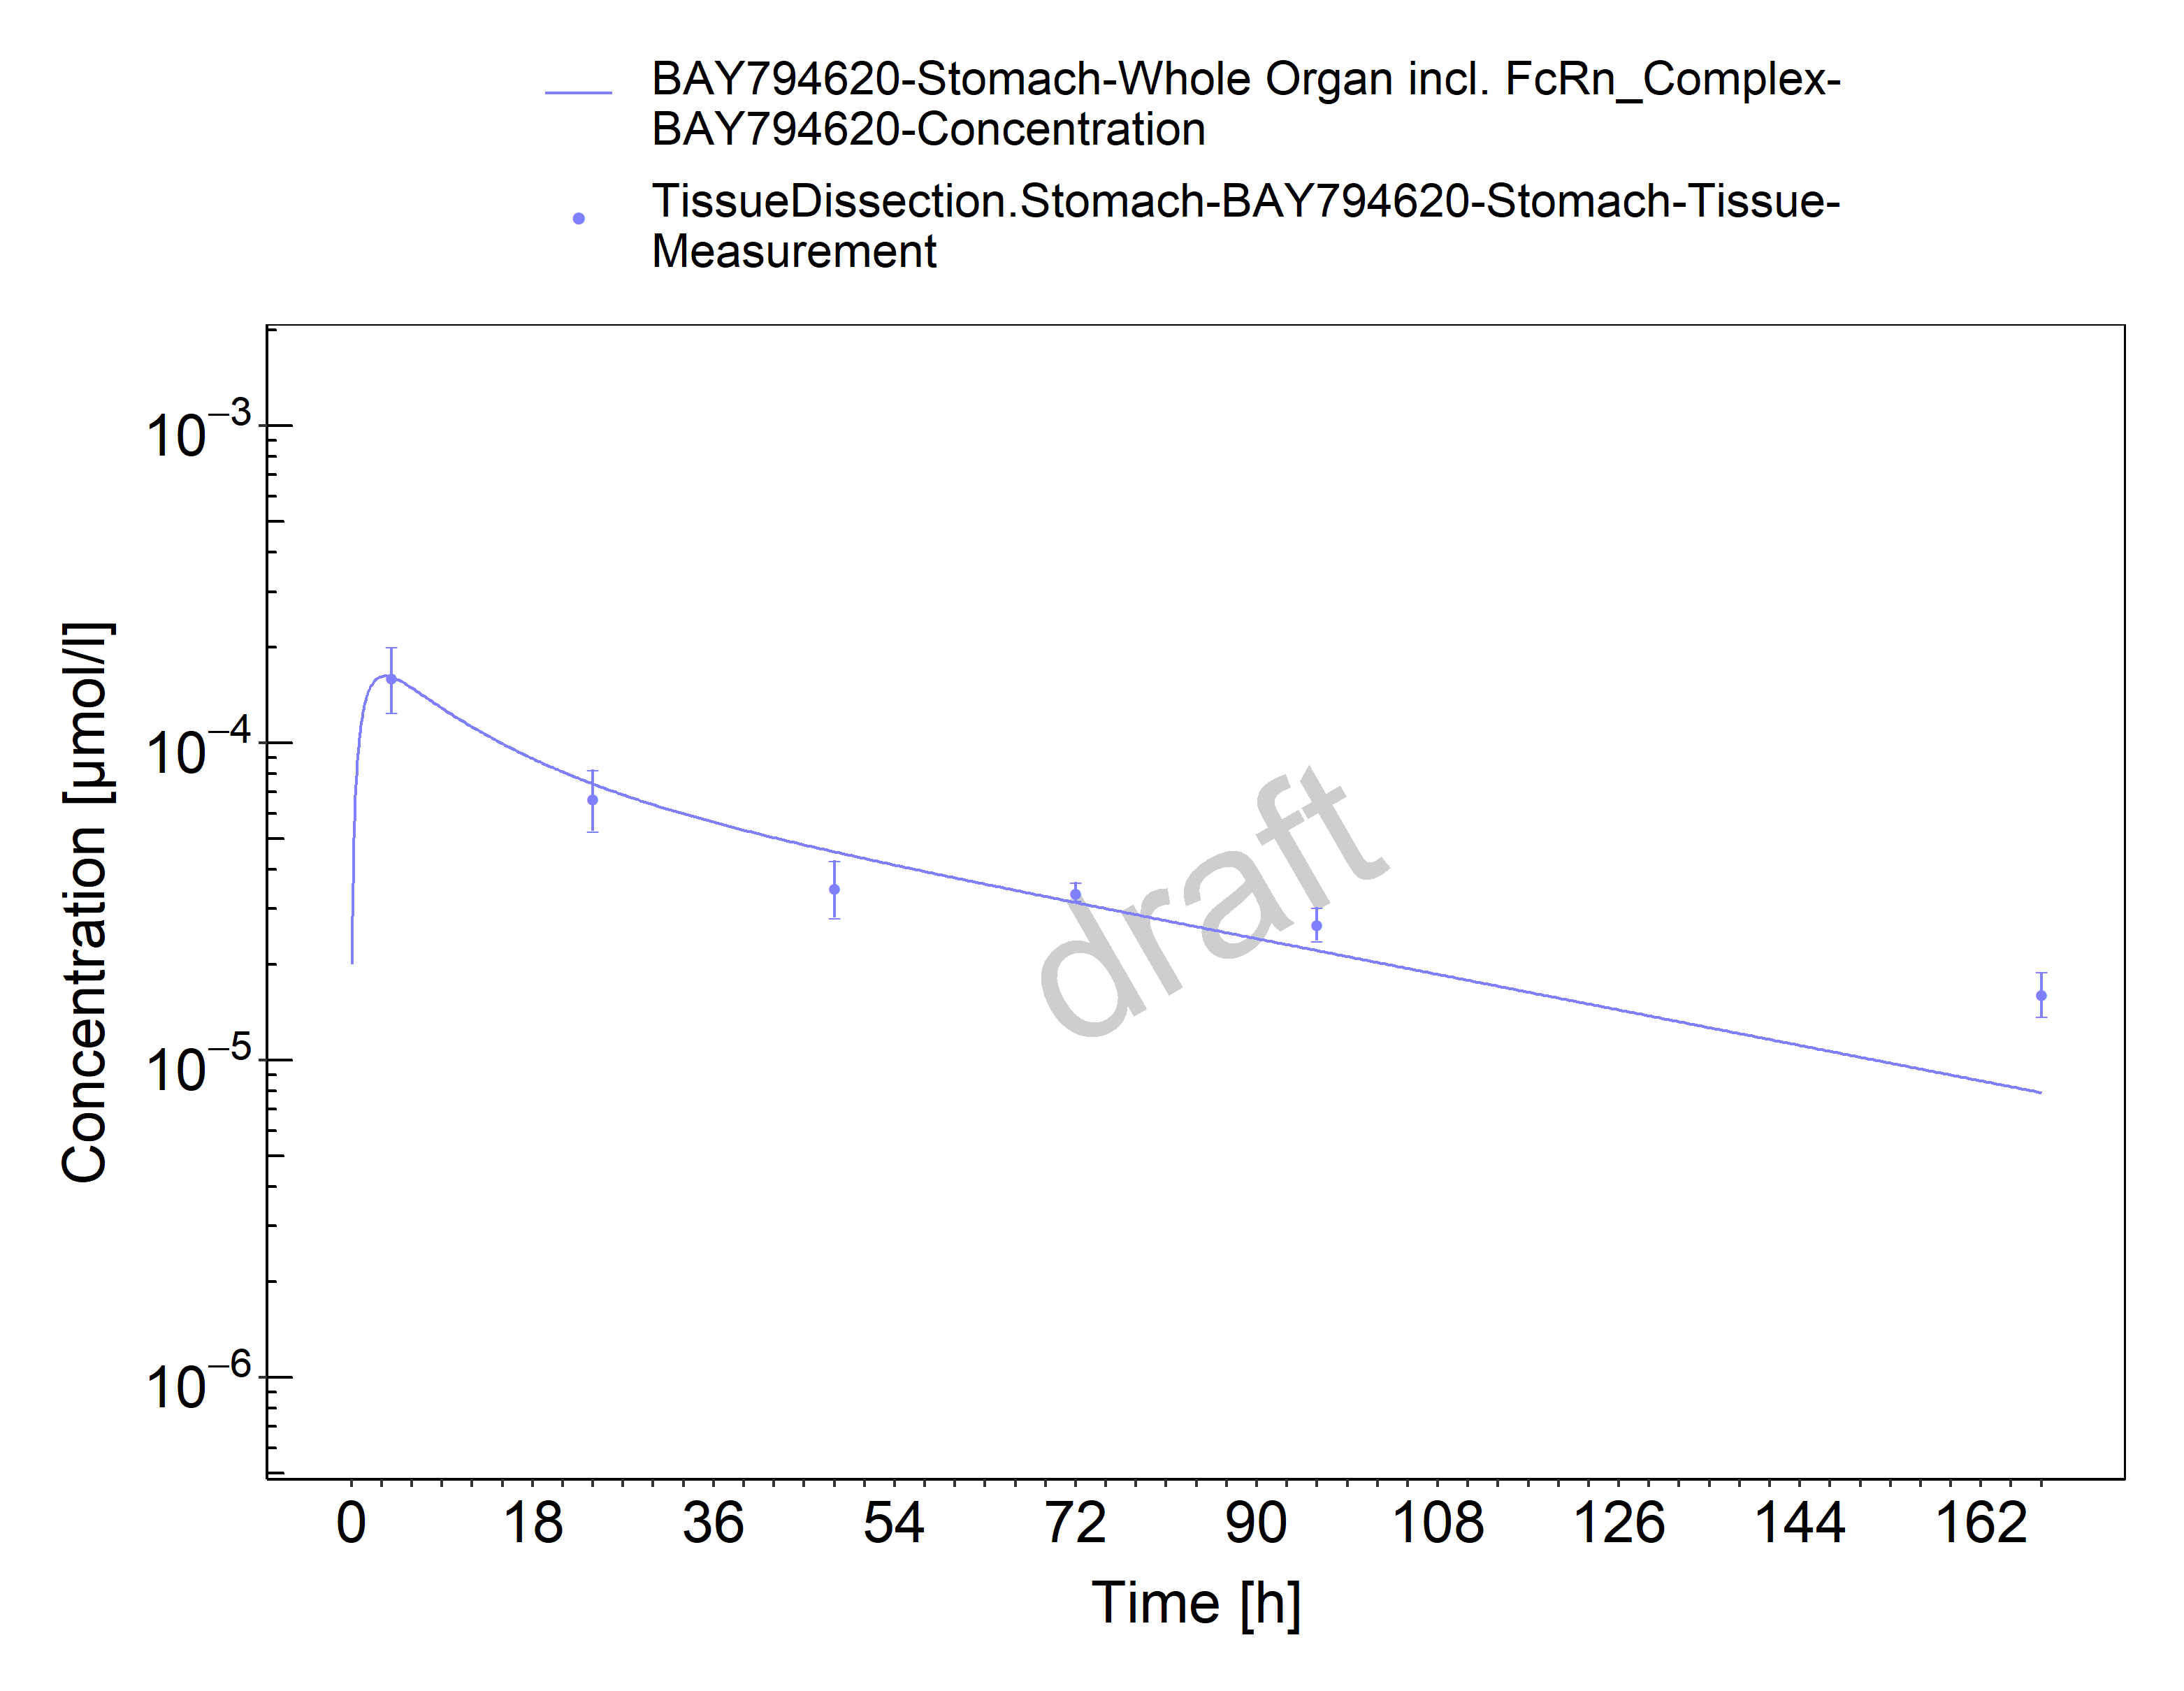 BAY794620-Stomach-Whole Organ incl. FcRn_Complex-
BAY794620-Concentration
TissueDissection.Stomach-BAY794620-Stomach-Tissue-
Measurement
10⁻³
10⁻⁴
10⁻⁵
10⁻⁶
Concentration [µmol/l]
draft
0 18 36 54 72 90 108 126 144 162
Time [h]